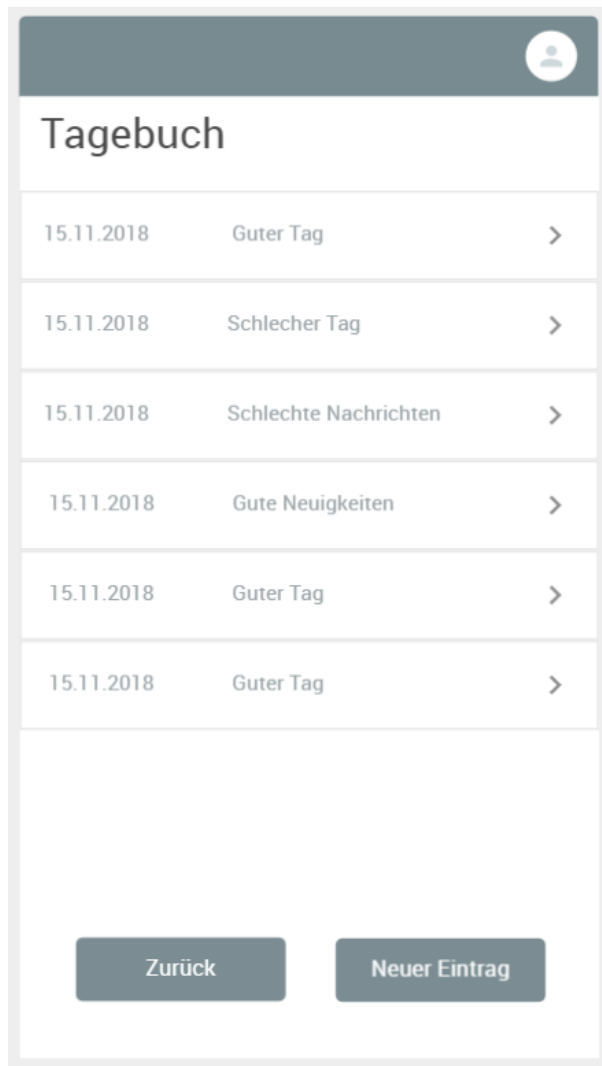 Tagebuch
15.11.2018 Guter Tag
15.11.2018 Schlecher Tag
15.11.2018 Schlechte Nachrichten
15.11.2018 Gute Neuigkeiten
15.11.2018 Guter Tag
15.11.2018 Guter Tag
Zurück Neuer Eintrag